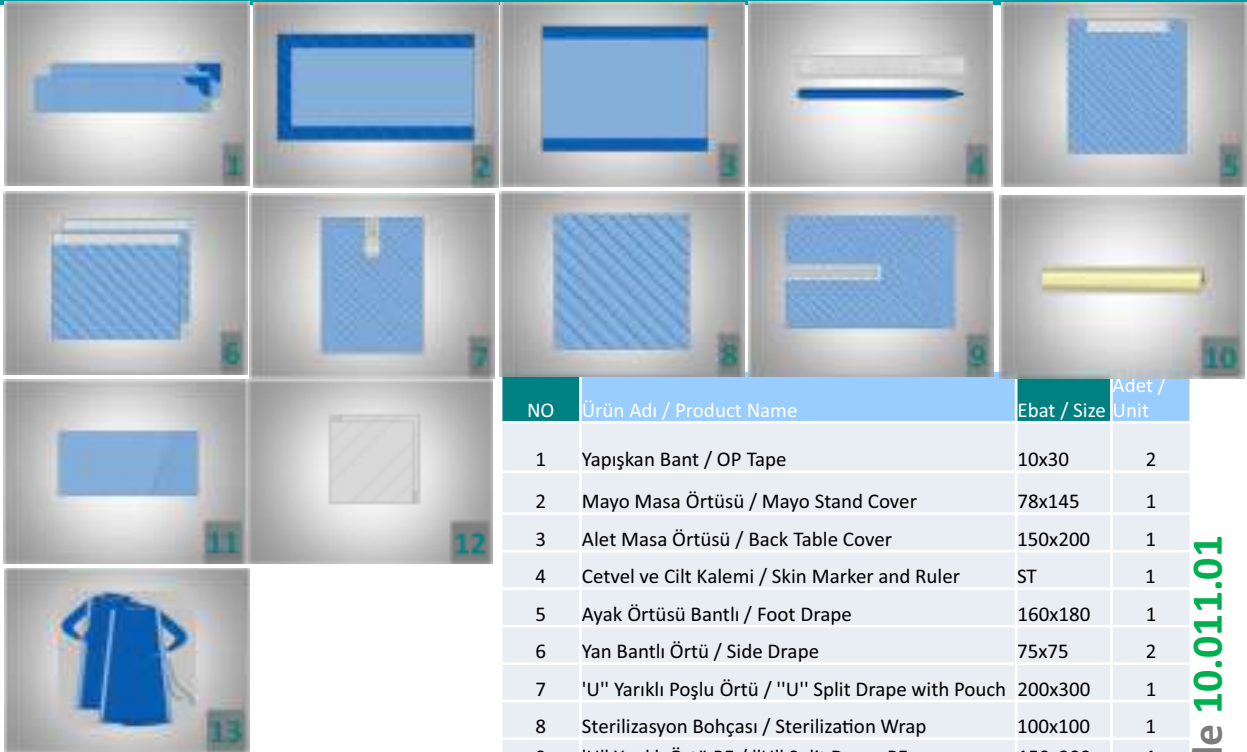 1
2
3
4
5
6
7
8
9
10
11
12
13
NO Ürün Adı / Product Name Ebat / Size Adet / Unit
1 Yapışkan Bant / OP Tape 10x30 2
2 Mayo Masa Örtüsü / Mayo Stand Cover 78x145 1
3 Alet Masa Örtüsü / Back Table Cover 150x200 1
4 Cetvel ve Cilt Kalemi / Skin Marker and Ruler ST 1
5 Ayak Örtüsü Bantlı / Foot Drape 160x180 1
6 Yan Bantlı Örtü / Side Drape 75x75 2
7 'U'' Yarıklı Poşlu Örtü / ''U'' Split Drape with Pouch 200x300 1
8 Sterilizasyon Bohçası / Sterilization Wrap 100x100 1
10.011.01